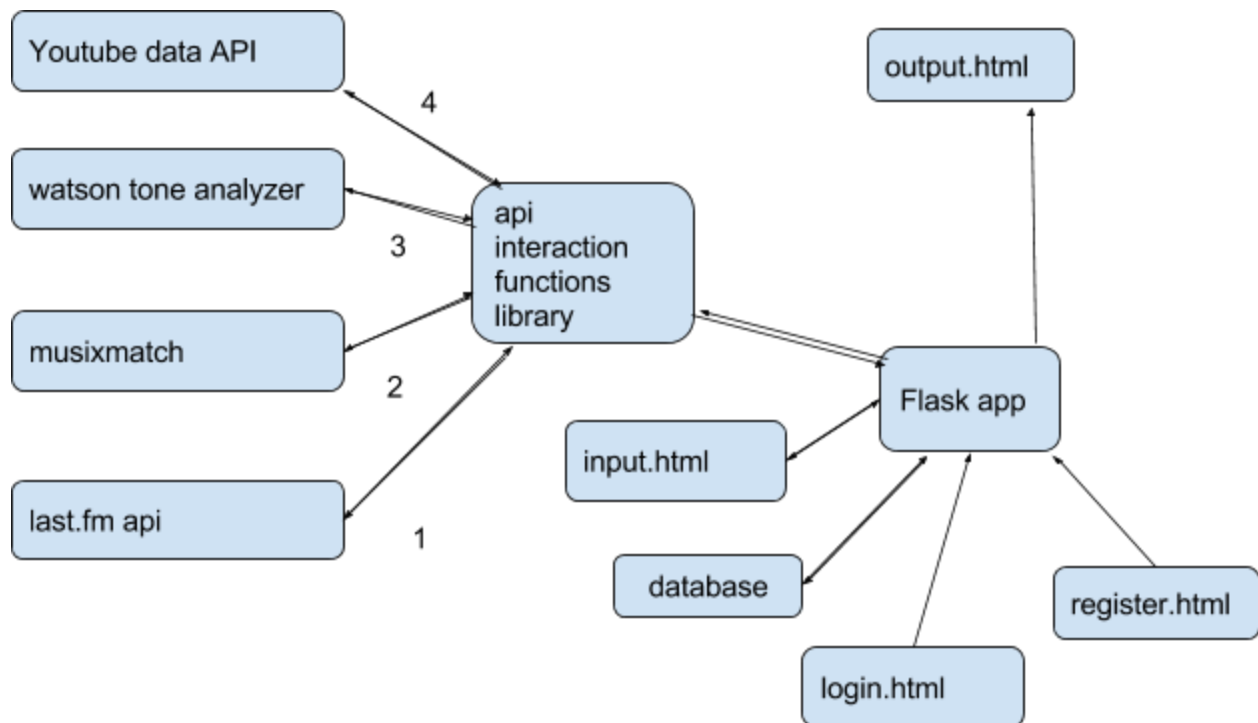 Youtube data API
4
output.html
watson tone analyzer
3
api
interaction
functions
library
musixmatch
2
Flask app
input.html
last.fm api
1
database
register.html
login.html